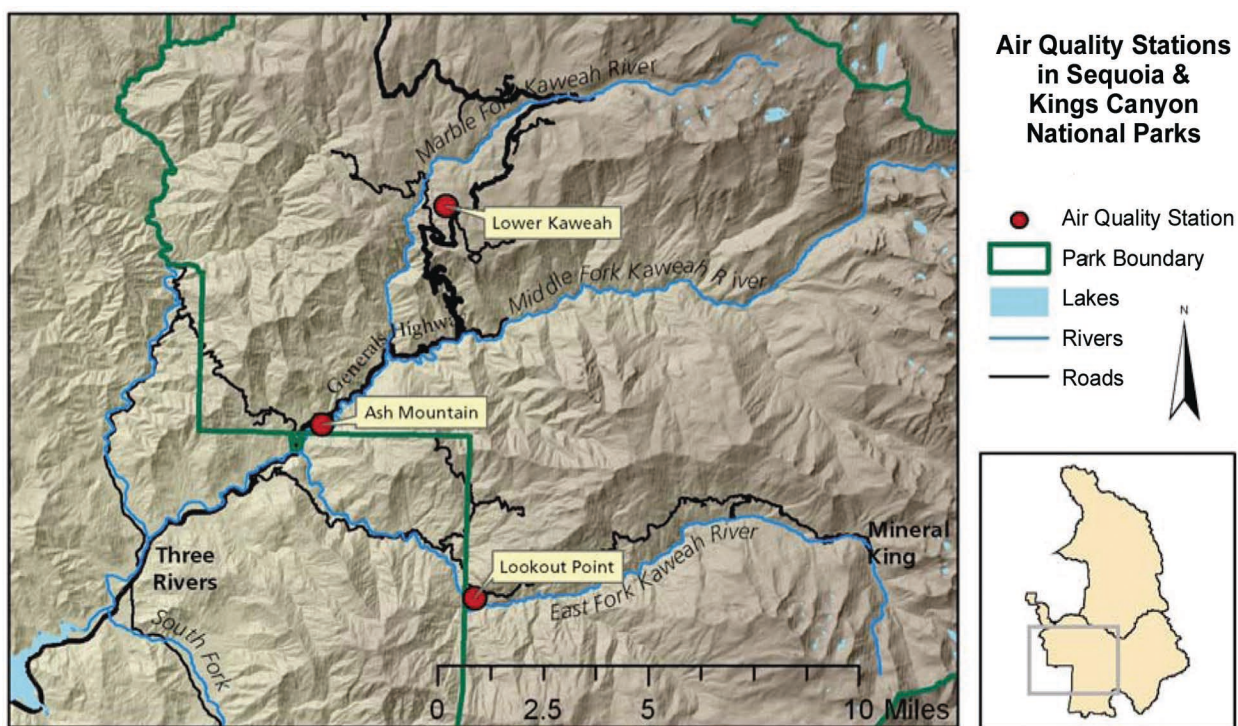 Air Quality Stations
in Sequoia &
Kings Canyon
National Parks
Air Quality Station
Park Boundary
Lakes
Rivers
Roads
N
Marble Fork Kaweah River
Lower Kaweah
Middle Fork Kaweah River
Generals Highwa
Ash Mountain
Three
Rivers
Lookout Point
Mineral
King
East Fork Kaweah River
South Fork
0 2.5 5 10 Miles